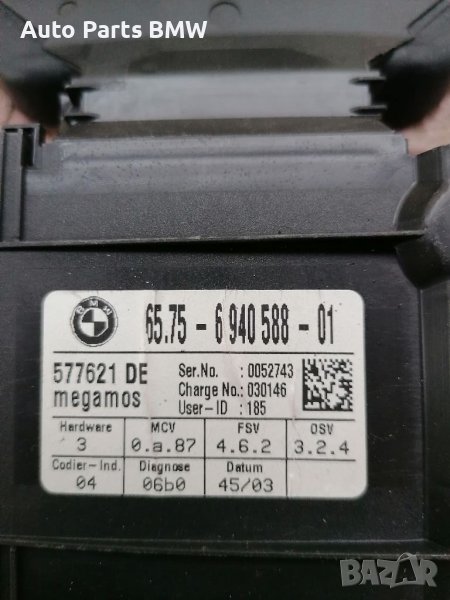 Auto Parts BMW
BMW
65.75 - 6 940 588 - 01
577621 DE
megamos
Ser.No. : 0052743
Charge No.: 030146
User-ID : 185
Hardware MCV FSV OSV
3 0.a.87 4.6.2 3.2.4
Codier-Ind. Diagnose Datum
04 06b0 45/03
BAZAR